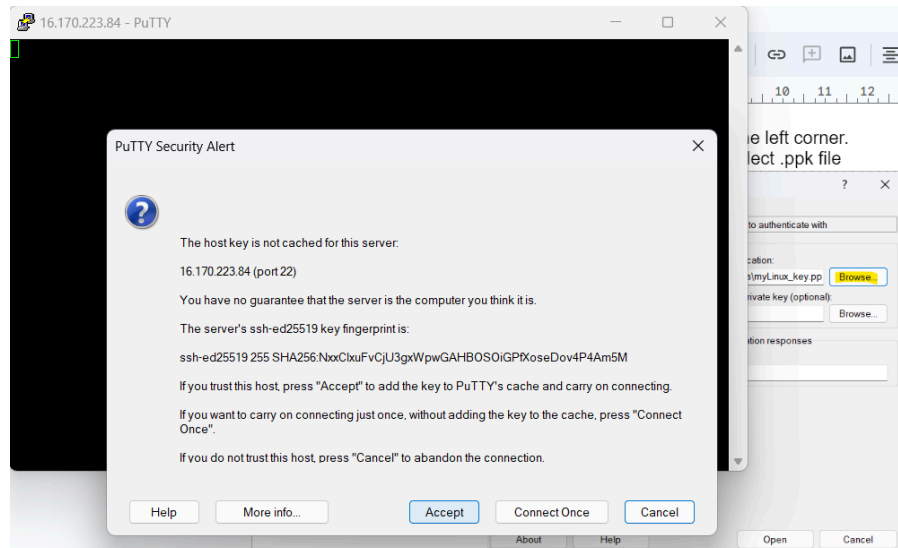 16.170.223.84 - PuTTY
10 11 12
e left corner.
lect .ppk file
PuTTY Security Alert
? 
to authenticate with
The host key is not cached for this server:
cation:
16.170.223.84 (port 22)
s\myLinux_key.pp Browse...
You have no guarantee that the server is the computer you think it is.
rivate key (optional):
Browse...
The server's ssh-ed25519 key fingerprint is:
tion responses
ssh-ed25519 255 SHA256:NxxClxuFvCjU3gxWpwGAHBOSOiGPfXoseDov4P4Am5M
If you trust this host, press "Accept" to add the key to PuTTY's cache and carry on connecting.
If you want to carry on connecting just once, without adding the key to the cache, press "Connect
Once".
If you do not trust this host, press "Cancel" to abandon the connection.
Help More info... Accept Connect Once Cancel
About Help Open Cancel